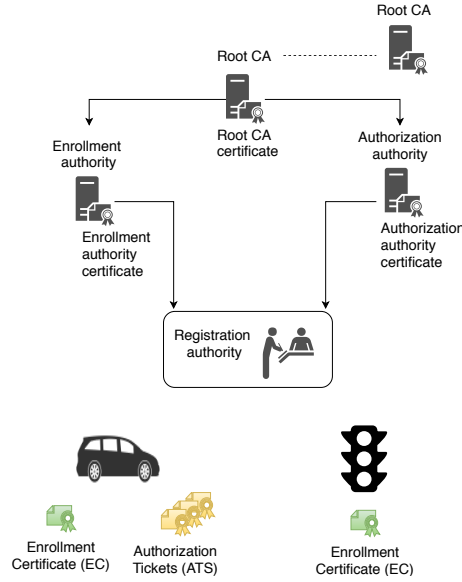 Root CA
Root CA
Root CA
certificate
Enrollment
authority
Authorization
authority
Enrollment
authority
certificate
Authorization
authority
certificate
Registration
authority
Enrollment
Certificate (EC)
Authorization
Tickets (ATS)
Enrollment
Certificate (EC)